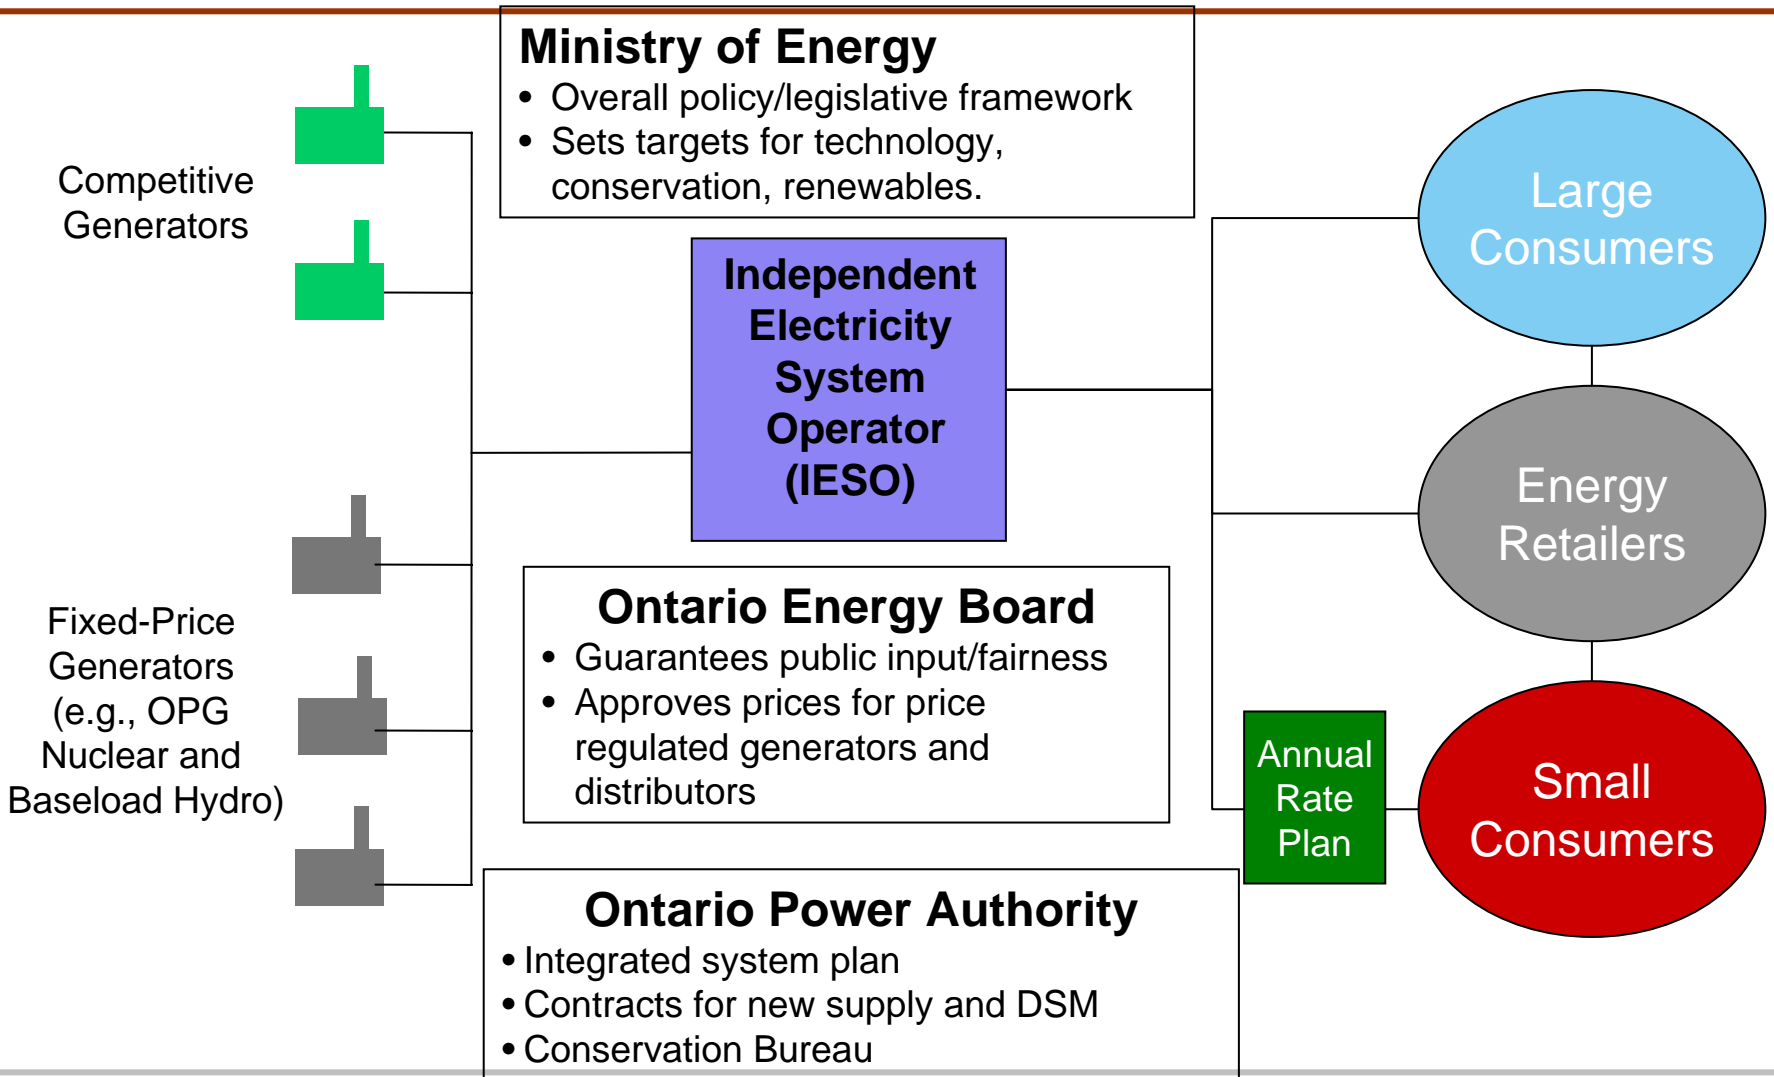 Ministry of Energy
• Overall policy/legislative framework
• Sets targets for technology,
conservation, renewables.
Competitive
Generators
Independent
Electricity
System
Operator
(IESO)
Large
Consumers
Energy
Retailers
Fixed-Price
Generators
(e.g., OPG
Nuclear and
Baseload Hydro)
Ontario Energy Board
• Guarantees public input/fairness
• Approves prices for price
regulated generators and
distributors
Annual
Rate
Plan
Small
Consumers
Ontario Power Authority
• Integrated system plan
• Contracts for new supply and DSM
• Conservation Bureau